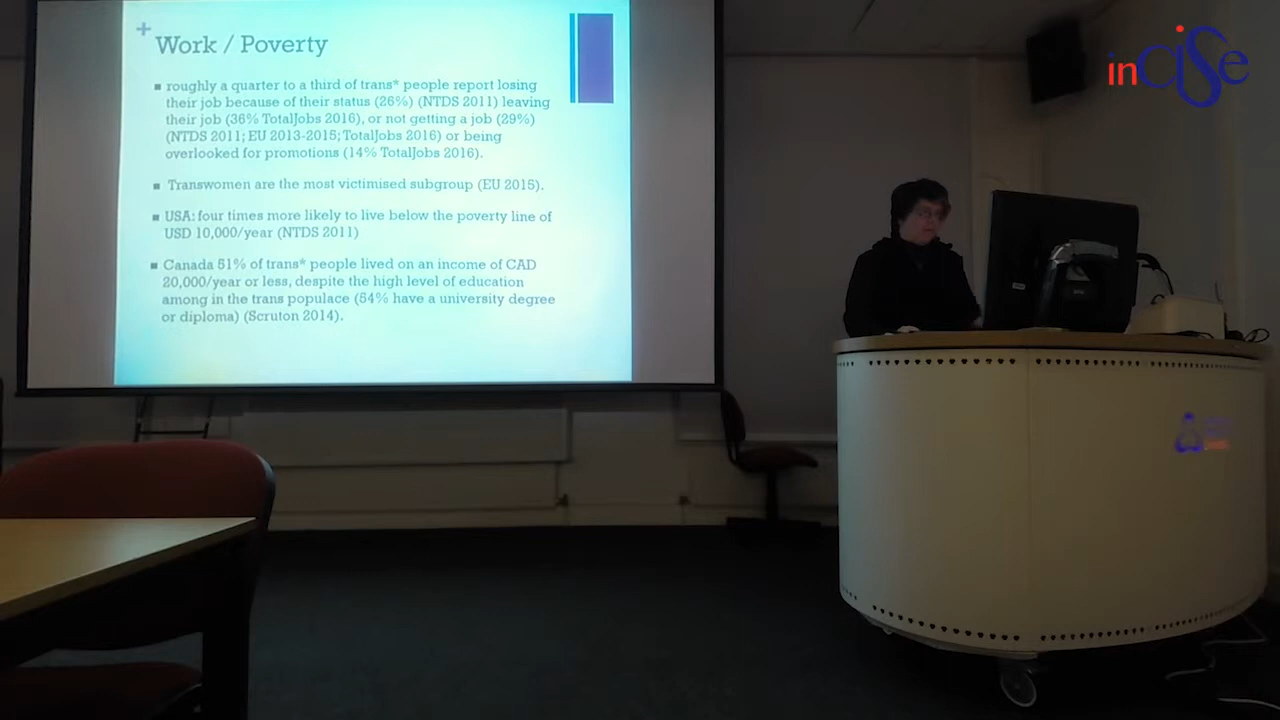 inCISe
+
Work / Poverty
■ roughly a quarter to a third of trans* people report losing
their job because of their status (26%) (NTDS 2011) leaving
their job (36% TotalJobs 2016), or not getting a job (29%)
(NTDS 2011; EU 2013-2015; TotalJobs 2016) or being
overlooked for promotions (14% TotalJobs 2016).
■ Transwomen are the most victimised subgroup (EU 2015).
■ USA: four times more likely to live below the poverty line of
USD 10,000/year (NTDS 2011)
■ Canada 51% of trans* people lived on an income of CAD
20,000/year or less, despite the high level of education
among in the trans populace (54% have a university degree
or diploma) (Scruton 2014).